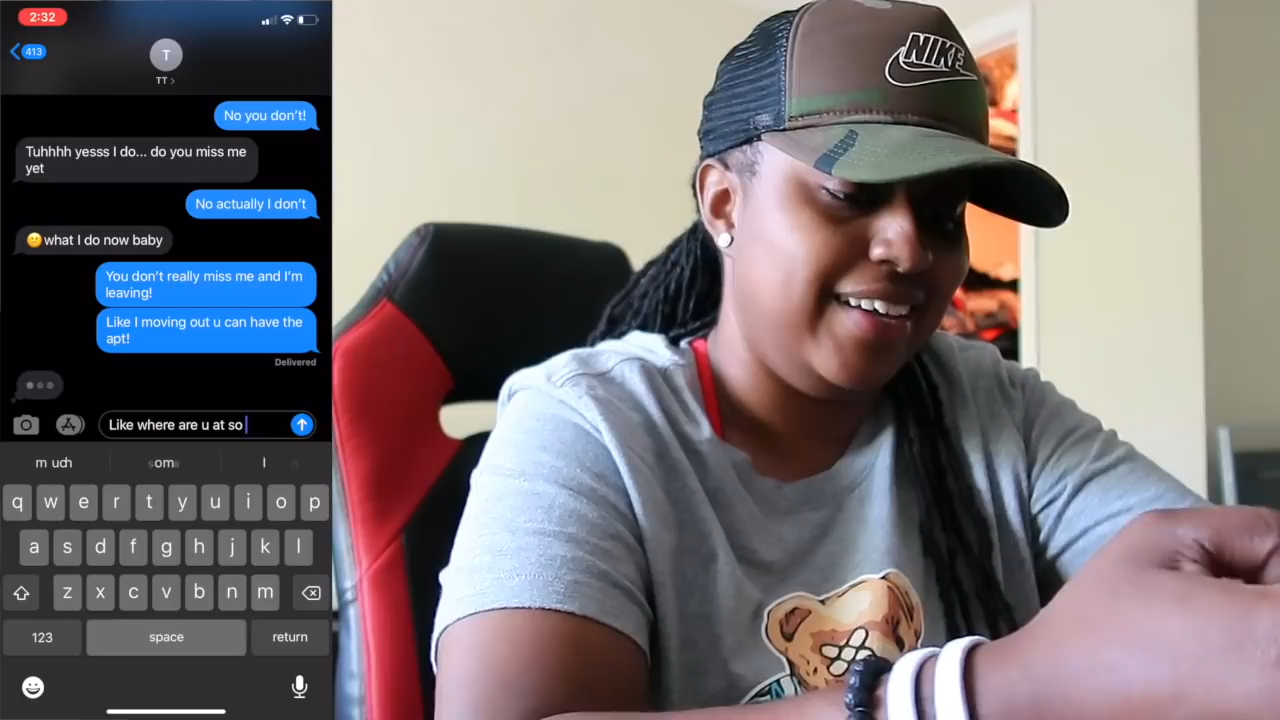 2:32
413
T
TT >
No you don't!
Tuhhhh yesss I do... do you miss me
yet
No actually I don't
🙁what I do now baby
You don't really miss me and I'm
leaving!
Like I moving out u can have the
apt!
Delivered
Like where are u at so
q w e r t y u i o p
a s d f g h j k l
z x c v b n m
123 space return
NIKE